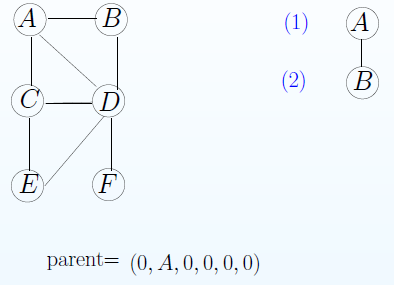 A B (1) A
(2) B
C D
E F
parent= (0, A, 0, 0, 0, 0)